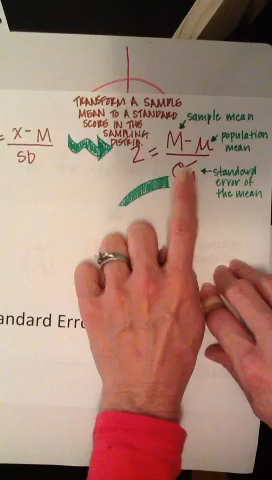 TRANSFORM A SAMPLE
MEAN TO A STANDARD
SCORE IN THE
SAMPLING
DISTRIB.
= X - M
SD
Z = M - μ
σ
sample mean
population
mean
standard
error of
the mean
andard Erro